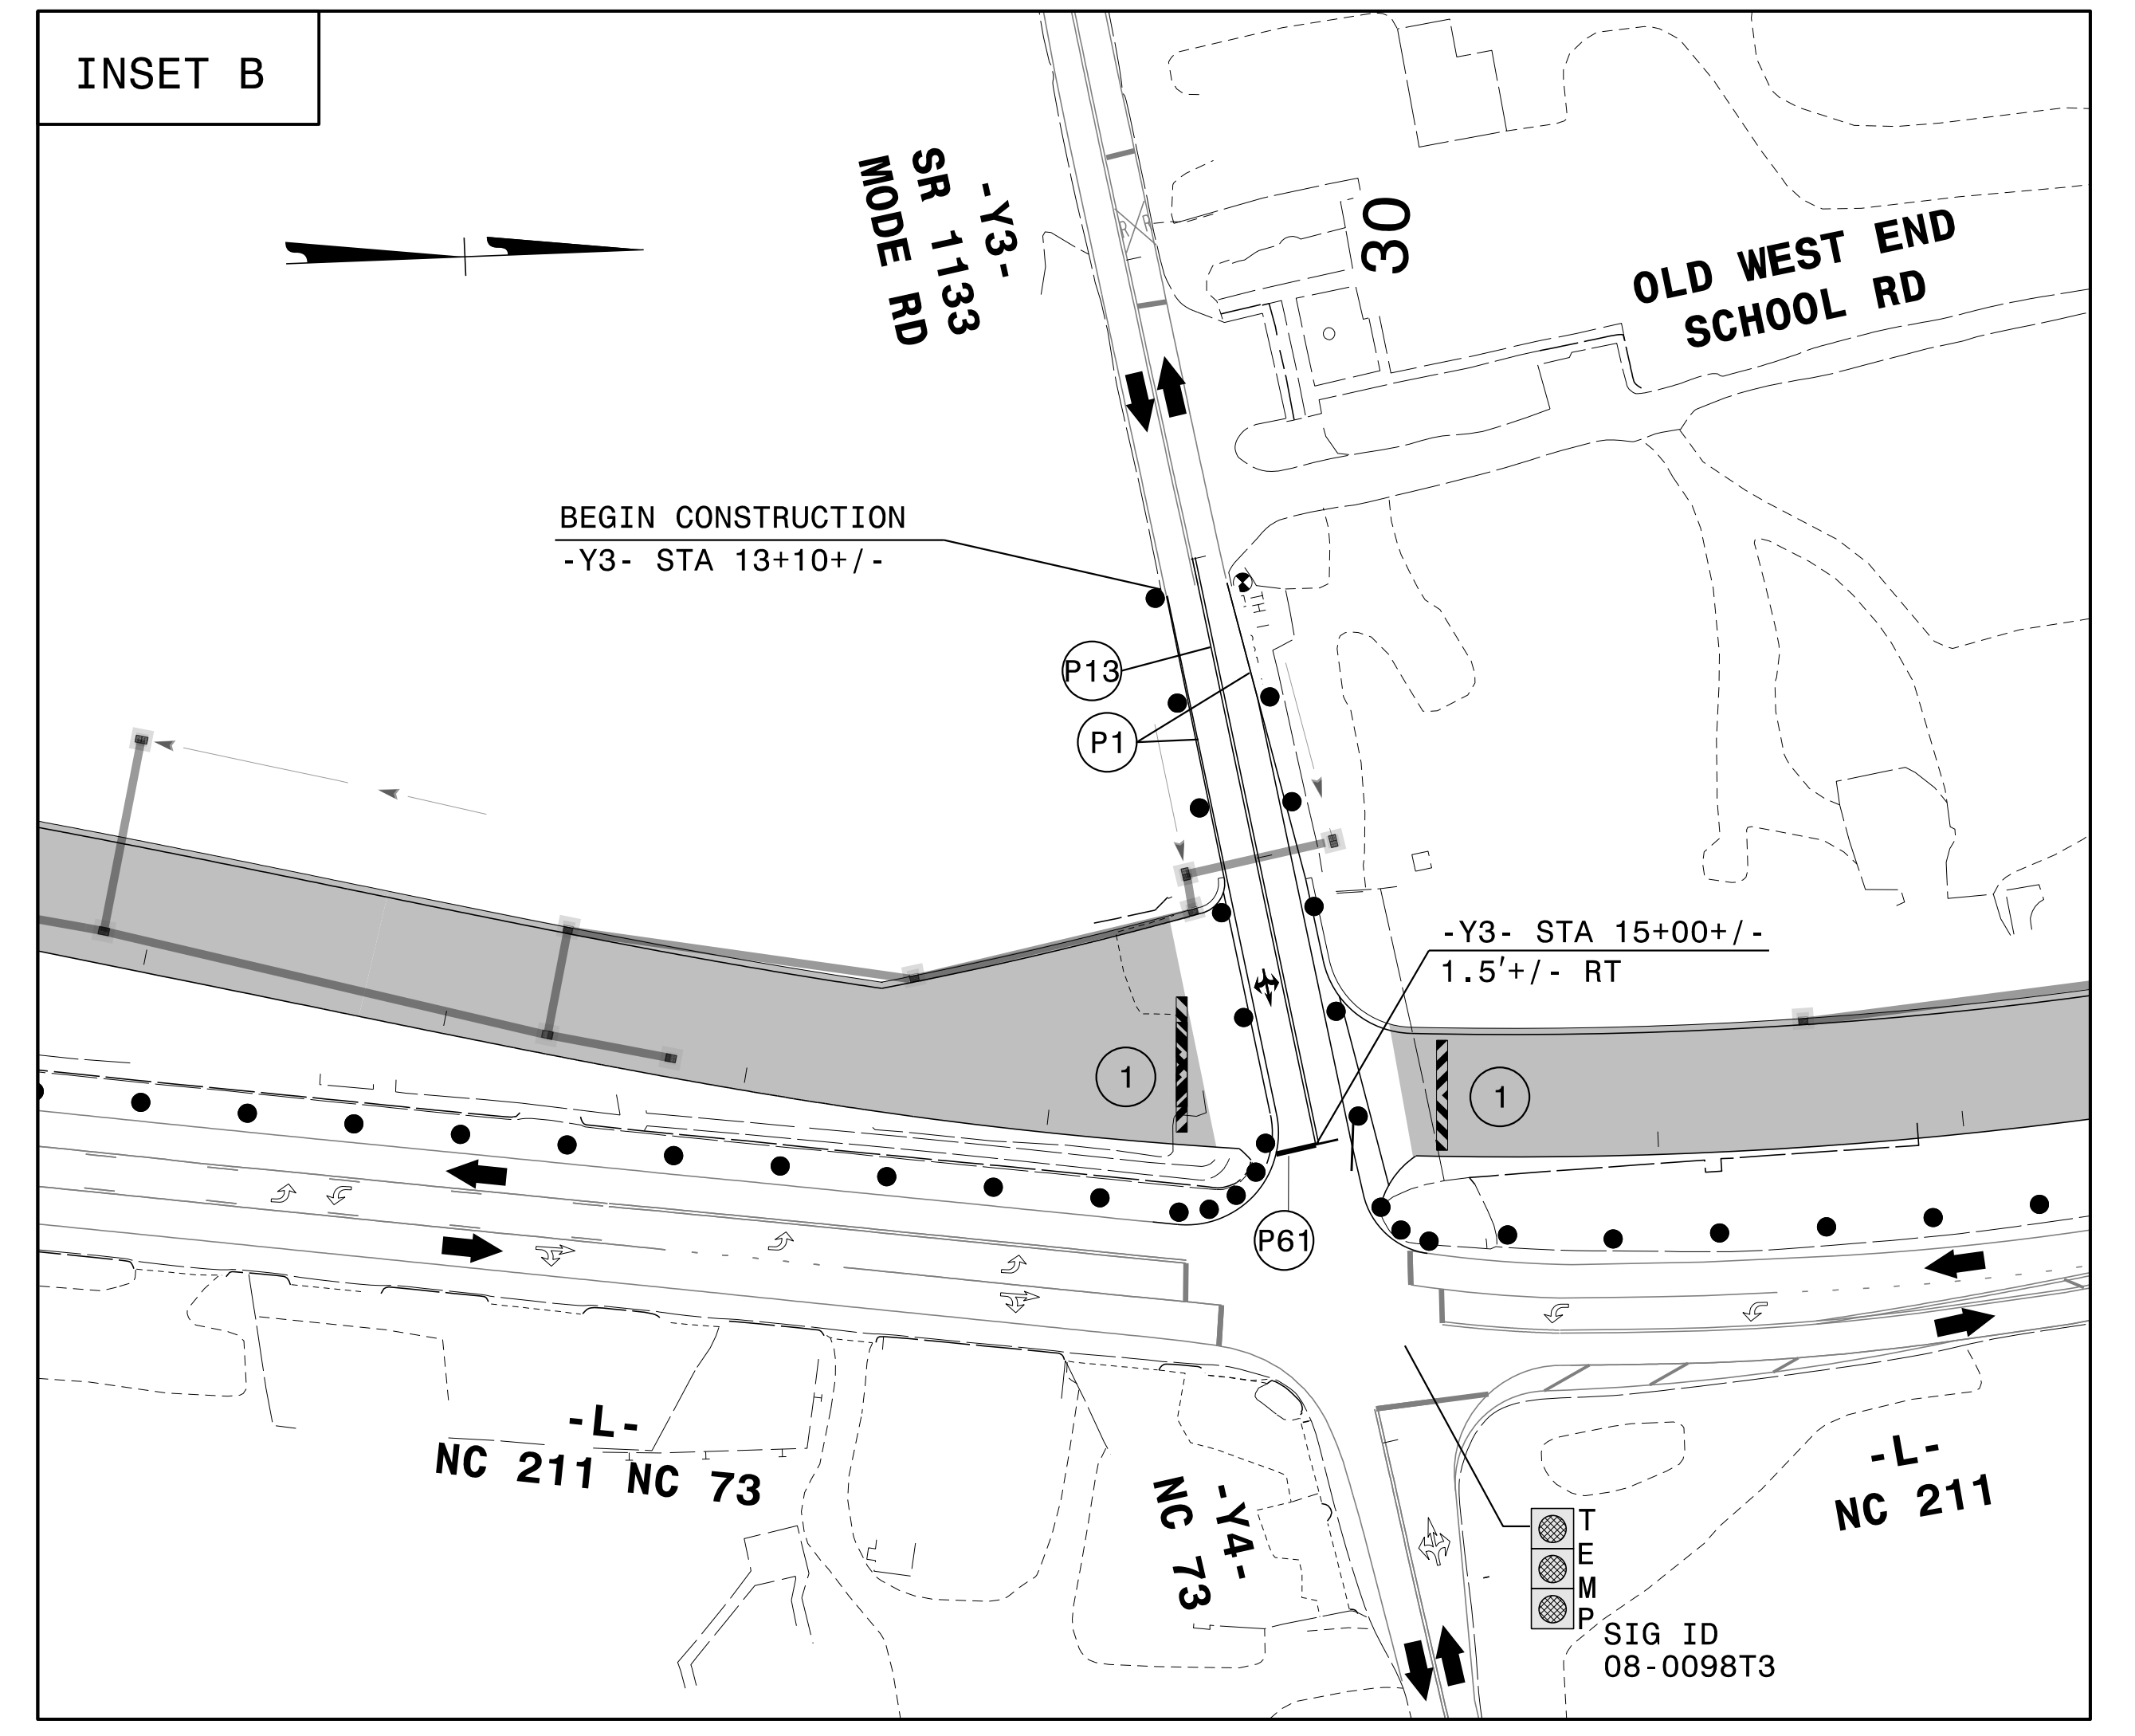 INSET B
-Y3-
SR 1133
MODE RD
30
OLD WEST END
SCHOOL RD
R R
BEGIN CONSTRUCTION
-Y3- STA 13+10+/-
TH
P13
P1
-Y3- STA 15+00+/-
1.5'+/- RT
1
1
P61
-L-
NC 211 NC 73
-Y4-
NC 73
-L-
NC 211
TEMP
SIG ID
08-0098T3